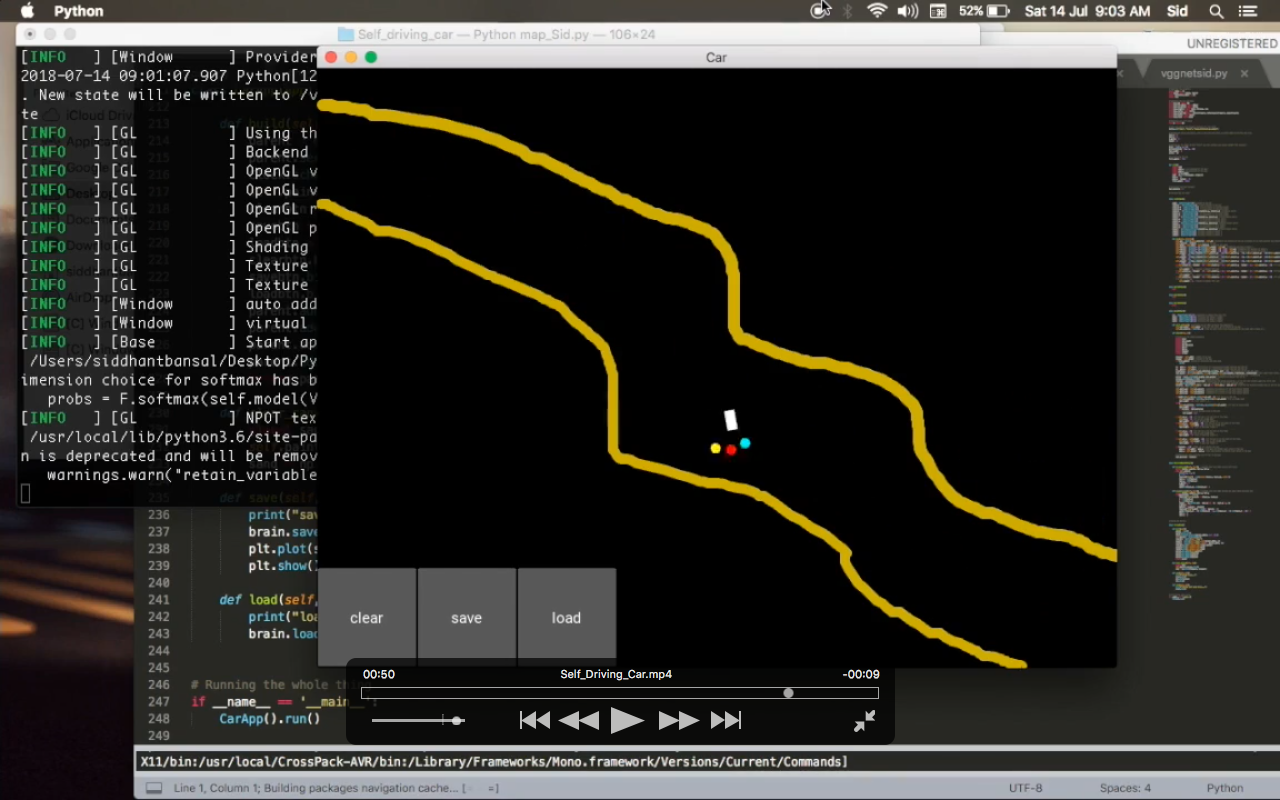 Python
52%
Sat 14 Jul 9:03 AM Sid
Self_driving_car — Python map_Sid.py — 106×24
UNREGISTERED
Car
vggnetsid.py
[INFO ] [Window ] Provider
2018-07-14 09:01:07.907 Python[12
. New state will be written to /v
te
[INFO ] [GL ] Using th
[INFO ] [GL ] Backend
[INFO ] [GL ] OpenGL v
[INFO ] [GL ] OpenGL v
[INFO ] [GL ] OpenGL r
[INFO ] [GL ] OpenGL p
[INFO ] [GL ] Shading
[INFO ] [GL ] Texture
[INFO ] [GL ] Texture
[INFO ] [Window ] auto add
[INFO ] [Window ] virtual
[INFO ] [Base ] Start ap
/Users/siddhantbansal/Desktop/Py
imension choice for softmax has b
probs = F.softmax(self.model(V
[INFO ] [GL ] NPOT tex
/usr/local/lib/python3.6/site-pa
n is deprecated and will be remov
warnings.warn("retain_variable
235 def save(self,
236 print("sav
237 brain.save
238 plt.plot(s
239 plt.show()
240
241 def load(self,
242 print("loa
243 brain.load
244
245
246 # Running the whole thing
247 if __name__ == '__main__':
248 CarApp().run()
249
clear
save
load
00:50
Self_Driving_Car.mp4
-00:09
X11/bin:/usr/local/CrossPack-AVR/bin:/Library/Frameworks/Mono.framework/Versions/Current/Commands]
Line 1, Column 1; Building packages navigation cache... [ = ]
UTF-8
Spaces: 4
Python